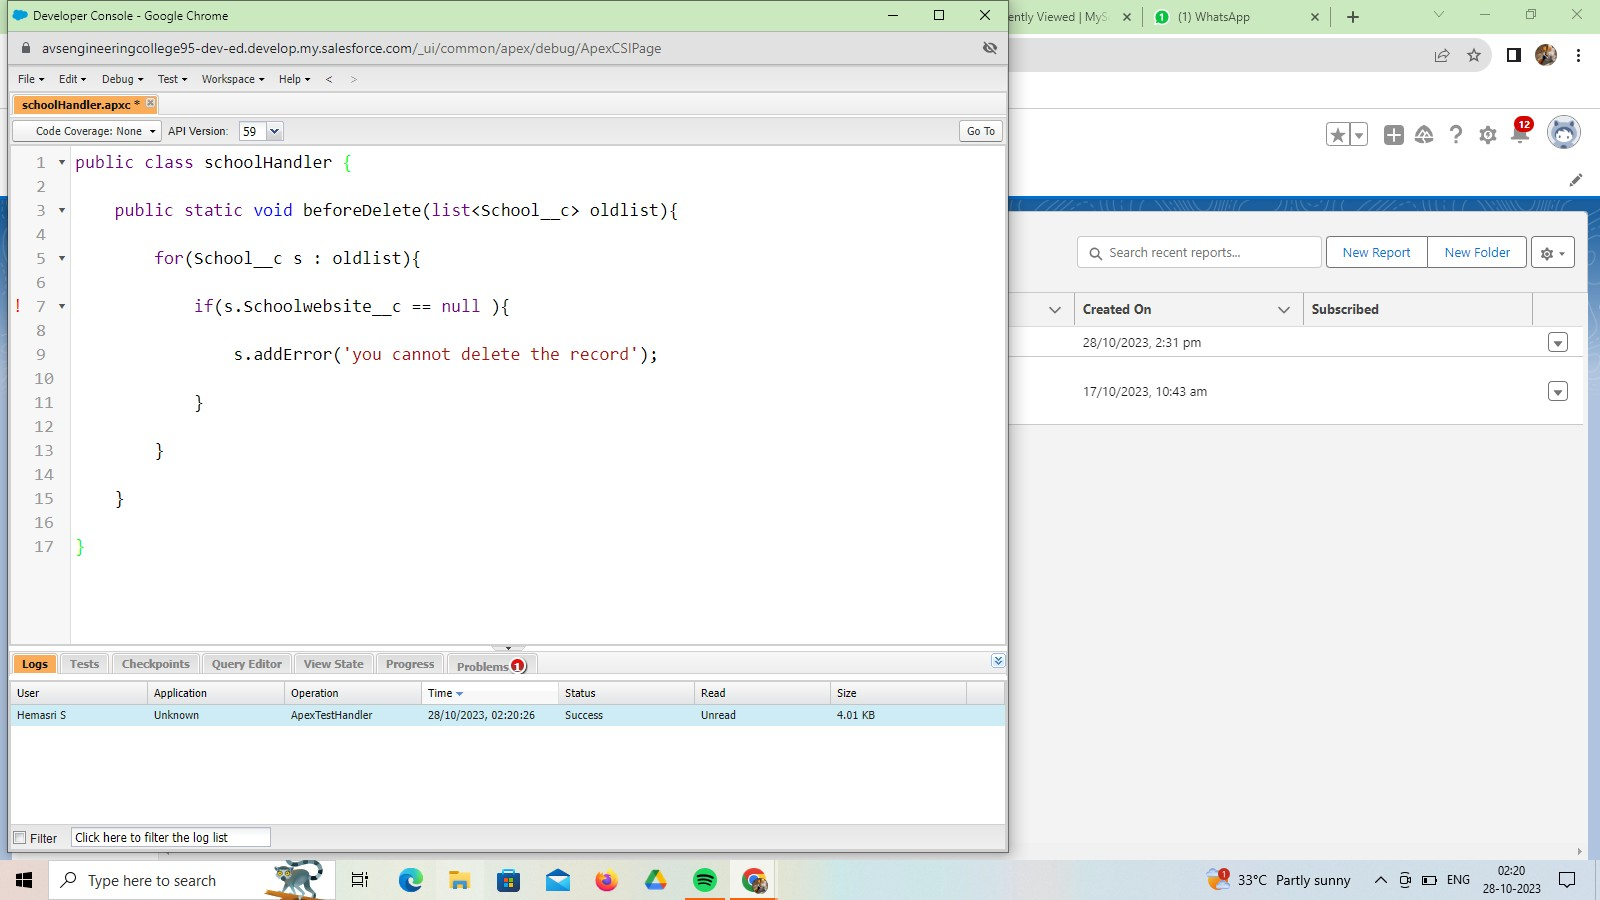 Developer Console - Google Chrome
ently Viewed | MyS
1
(1) WhatsApp
avsengineeringcollege95-dev-ed.develop.my.salesforce.com/_ui/common/apex/debug/ApexCSIPage
File Edit Debug Test Workspace Help < >
schoolHandler.apxc *
Code Coverage: None API Version: 59 Go To
12
1 public class schoolHandler {
2
3 public static void beforeDelete(list<School__c> oldlist){
4
5 for(School__c s : oldlist){
6
! 7 if(s.Schoolwebsite__c == null ){
8
9 s.addError('you cannot delete the record');
10
11 }
12
13 }
14
15 }
16
17 }
Search recent reports...
New Report
New Folder
Created On Subscribed
28/10/2023, 2:31 pm
17/10/2023, 10:43 am
Logs Tests Checkpoints Query Editor View State Progress Problems 1
User Application Operation Time Status Read Size
Hemasri S Unknown ApexTestHandler 28/10/2023, 02:20:26 Success Unread 4.01 KB
Filter Click here to filter the log list
Type here to search
1
33°C Partly sunny
ENG
02:20
28-10-2023